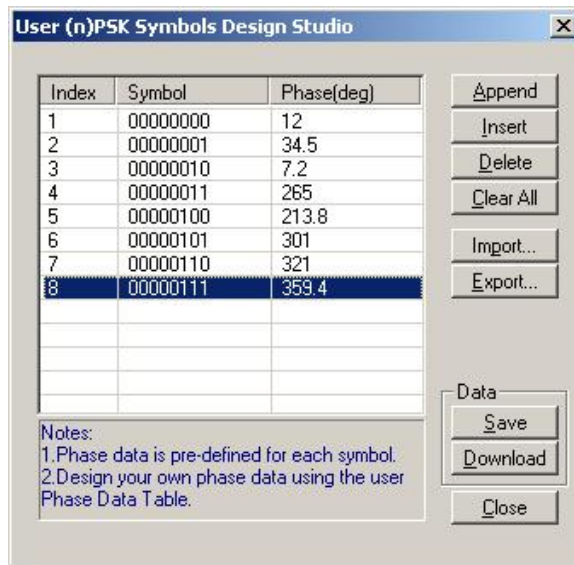 User (n)PSK Symbols Design Studio
Index Symbol Phase(deg)
1 00000000 12
2 00000001 34.5
3 00000010 7.2
4 00000011 265
5 00000100 213.8
6 00000101 301
7 00000110 321
8 00000111 359.4
Notes:
1.Phase data is pre-defined for each symbol.
2.Design your own phase data using the user
Phase Data Table.
Append
Insert
Delete
Clear All
Import...
Export...
Data
Save
Download
Close